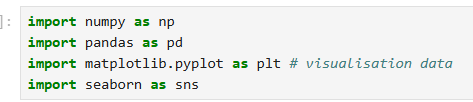 ]:
import numpy as np
import pandas as pd
import matplotlib.pyplot as plt # visualisation data
import seaborn as sns